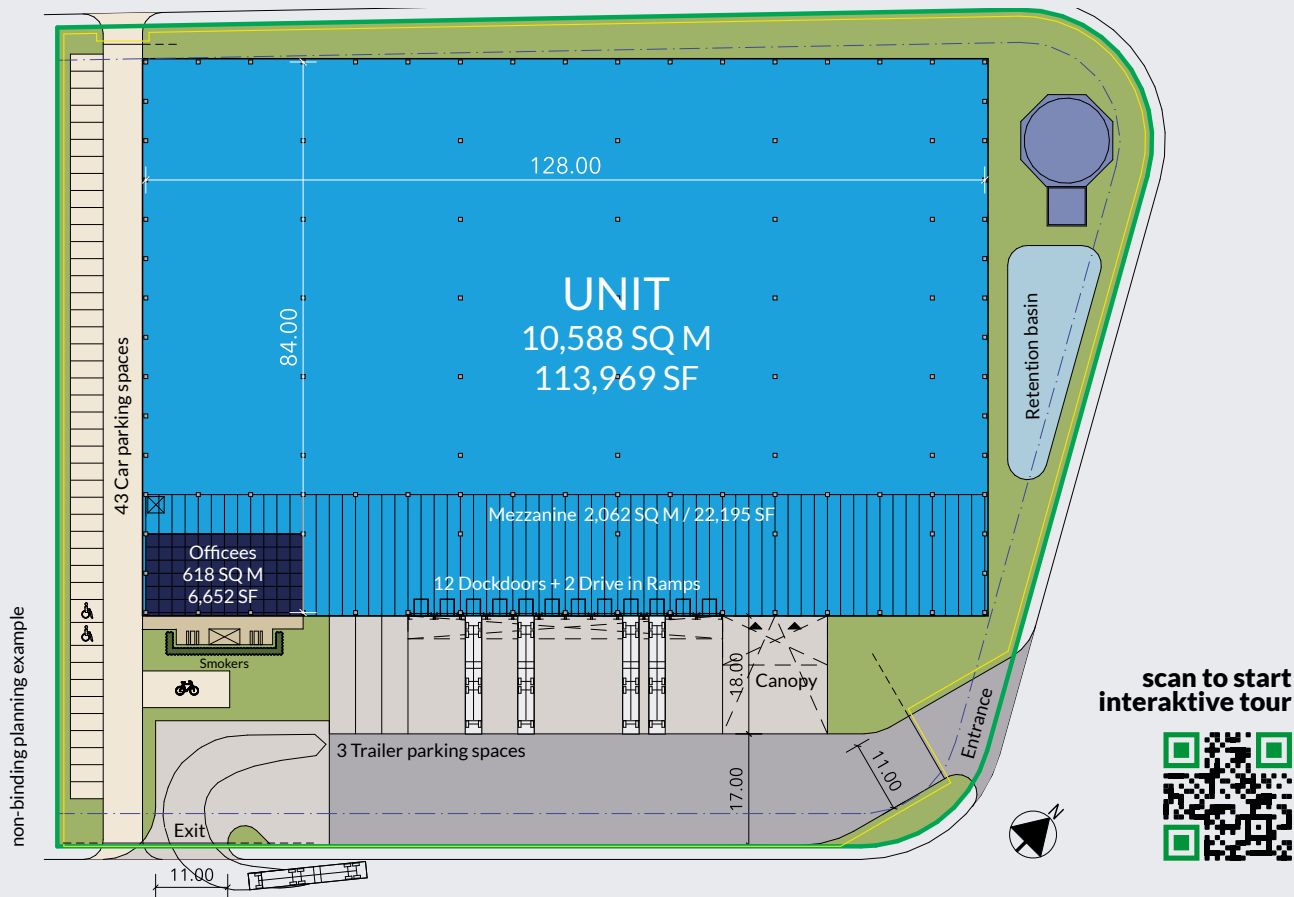 128.00
84.00
UNIT
10,588 SQ M
113,969 SF
43 Car parking spaces
Retention basin
Mezzanine 2,062 SQ M / 22,195 SF
Officees
618 SQ M
6,652 SF
12 Dockdoors + 2 Drive in Ramps
Smokers
18.00
Canopy
3 Trailer parking spaces
17.00
11.00
Entrance
Exit
11.00
N
non-binding planning example
scan to start
interaktive tour